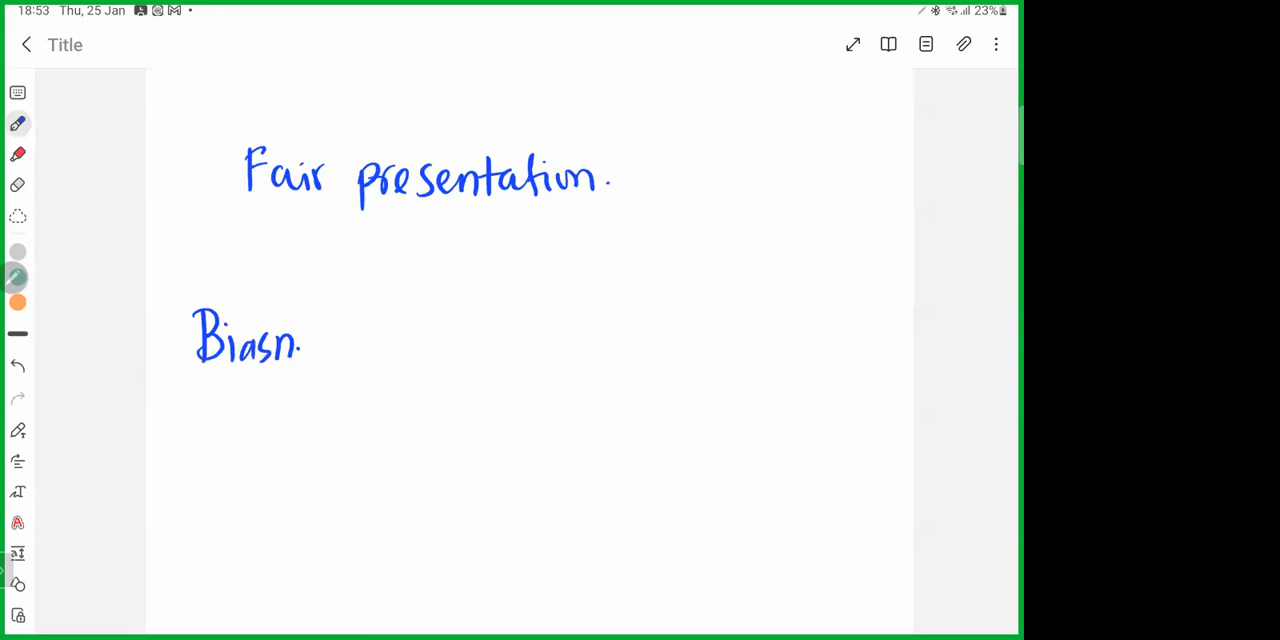 18:53 Thu, 25 Jan 23%
Title
Fair presentation.
Biasn.